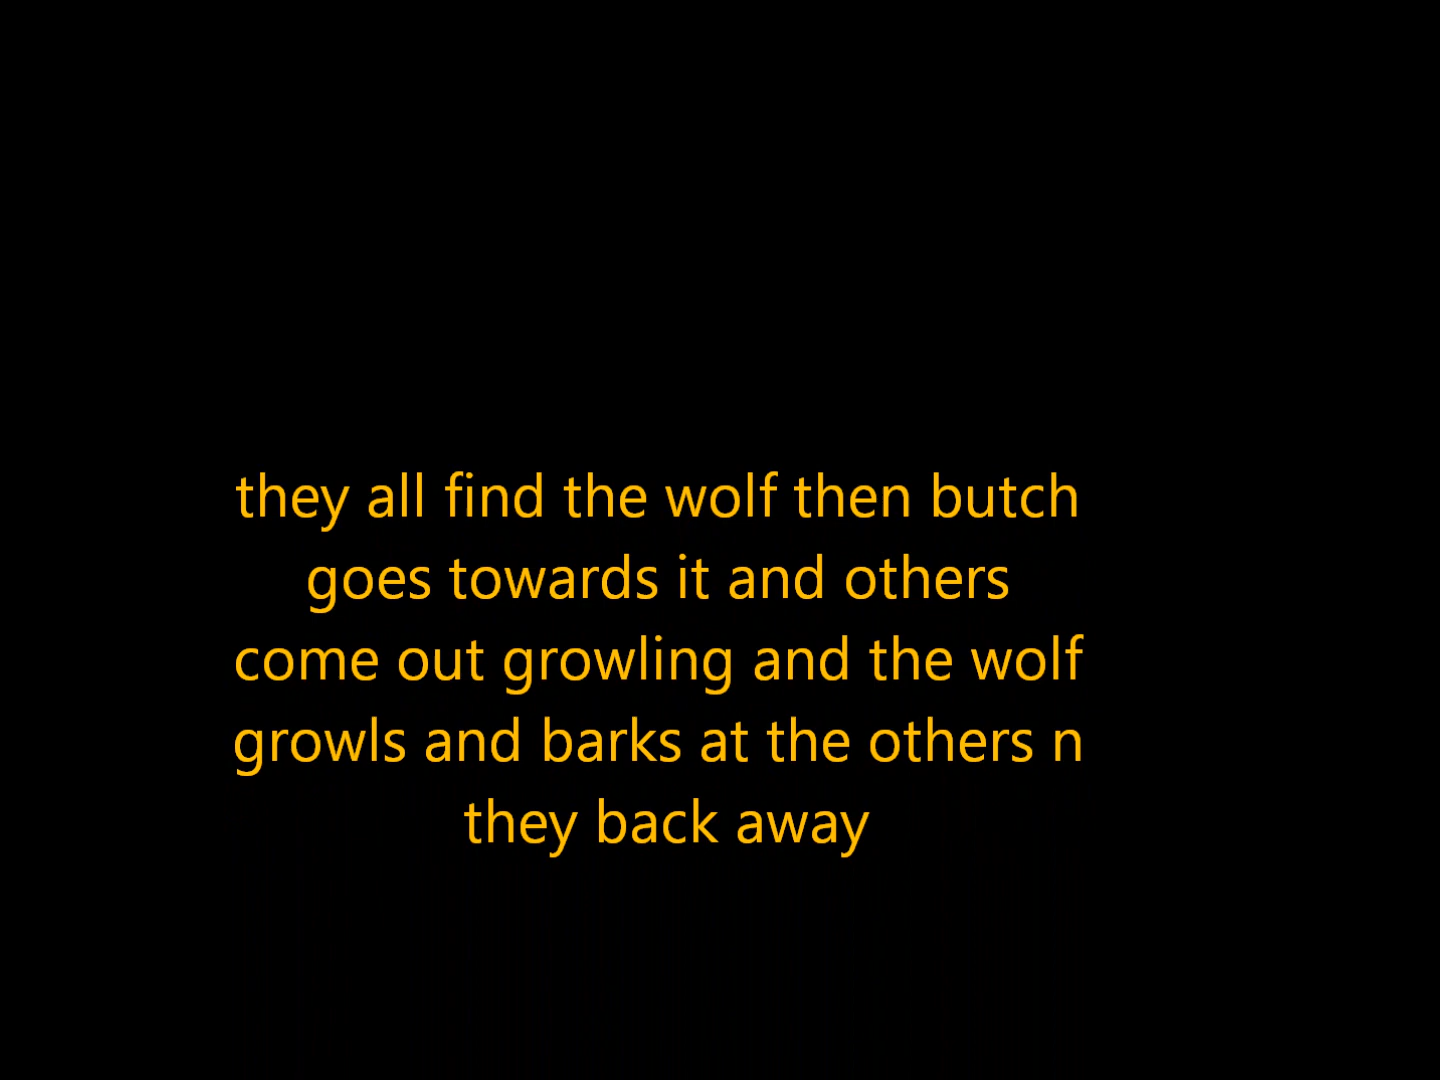 they all find the wolf then butch
goes towards it and others
come out growling and the wolf
growls and barks at the others n
they back away